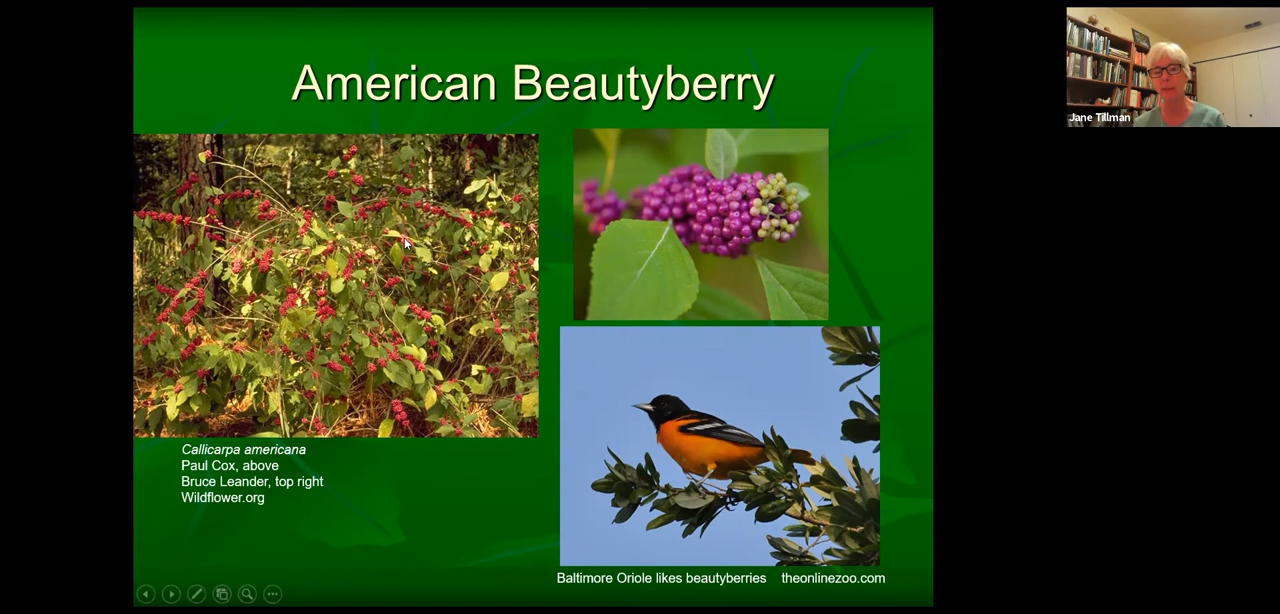 American Beautyberry
Jane Tillman
Callicarpa americana
Paul Cox, above
Bruce Leander, top right
Wildflower.org
Baltimore Oriole likes beautyberries theonlinezoo.com